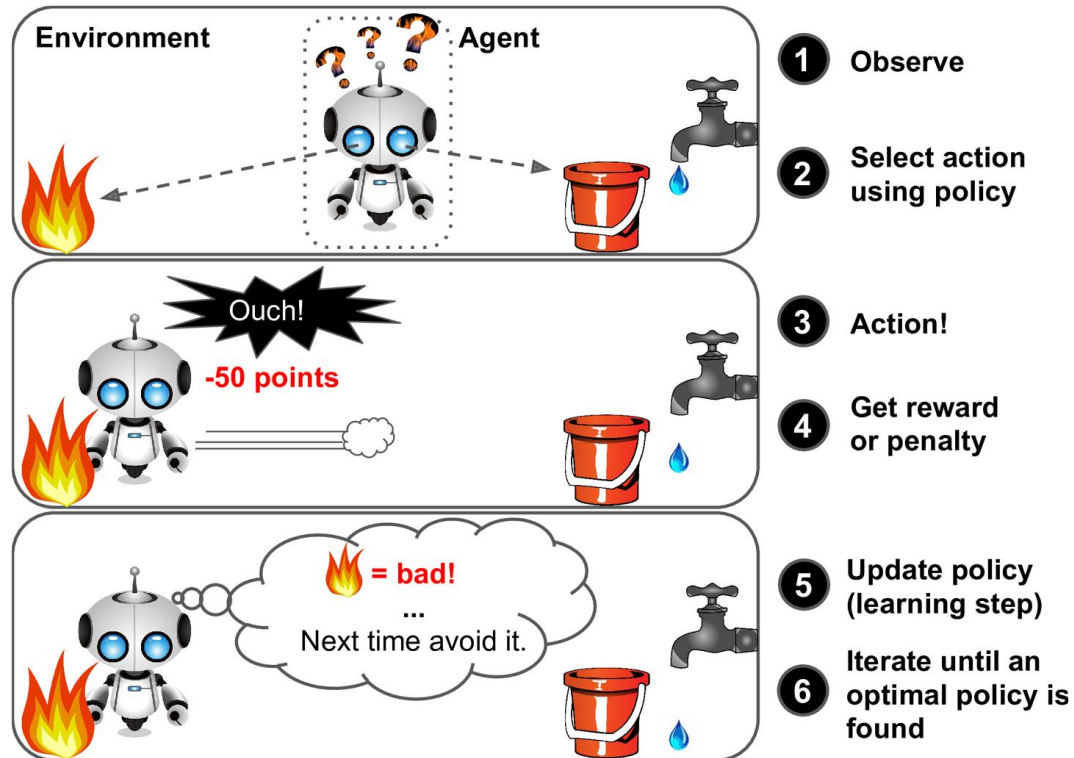 Environment
? ? ?
Agent
1 Observe
2 Select action
using policy
Ouch!
-50 points
3 Action!
4 Get reward
or penalty
= bad!
...
Next time avoid it.
5 Update policy
(learning step)
6 Iterate until an
optimal policy is
found